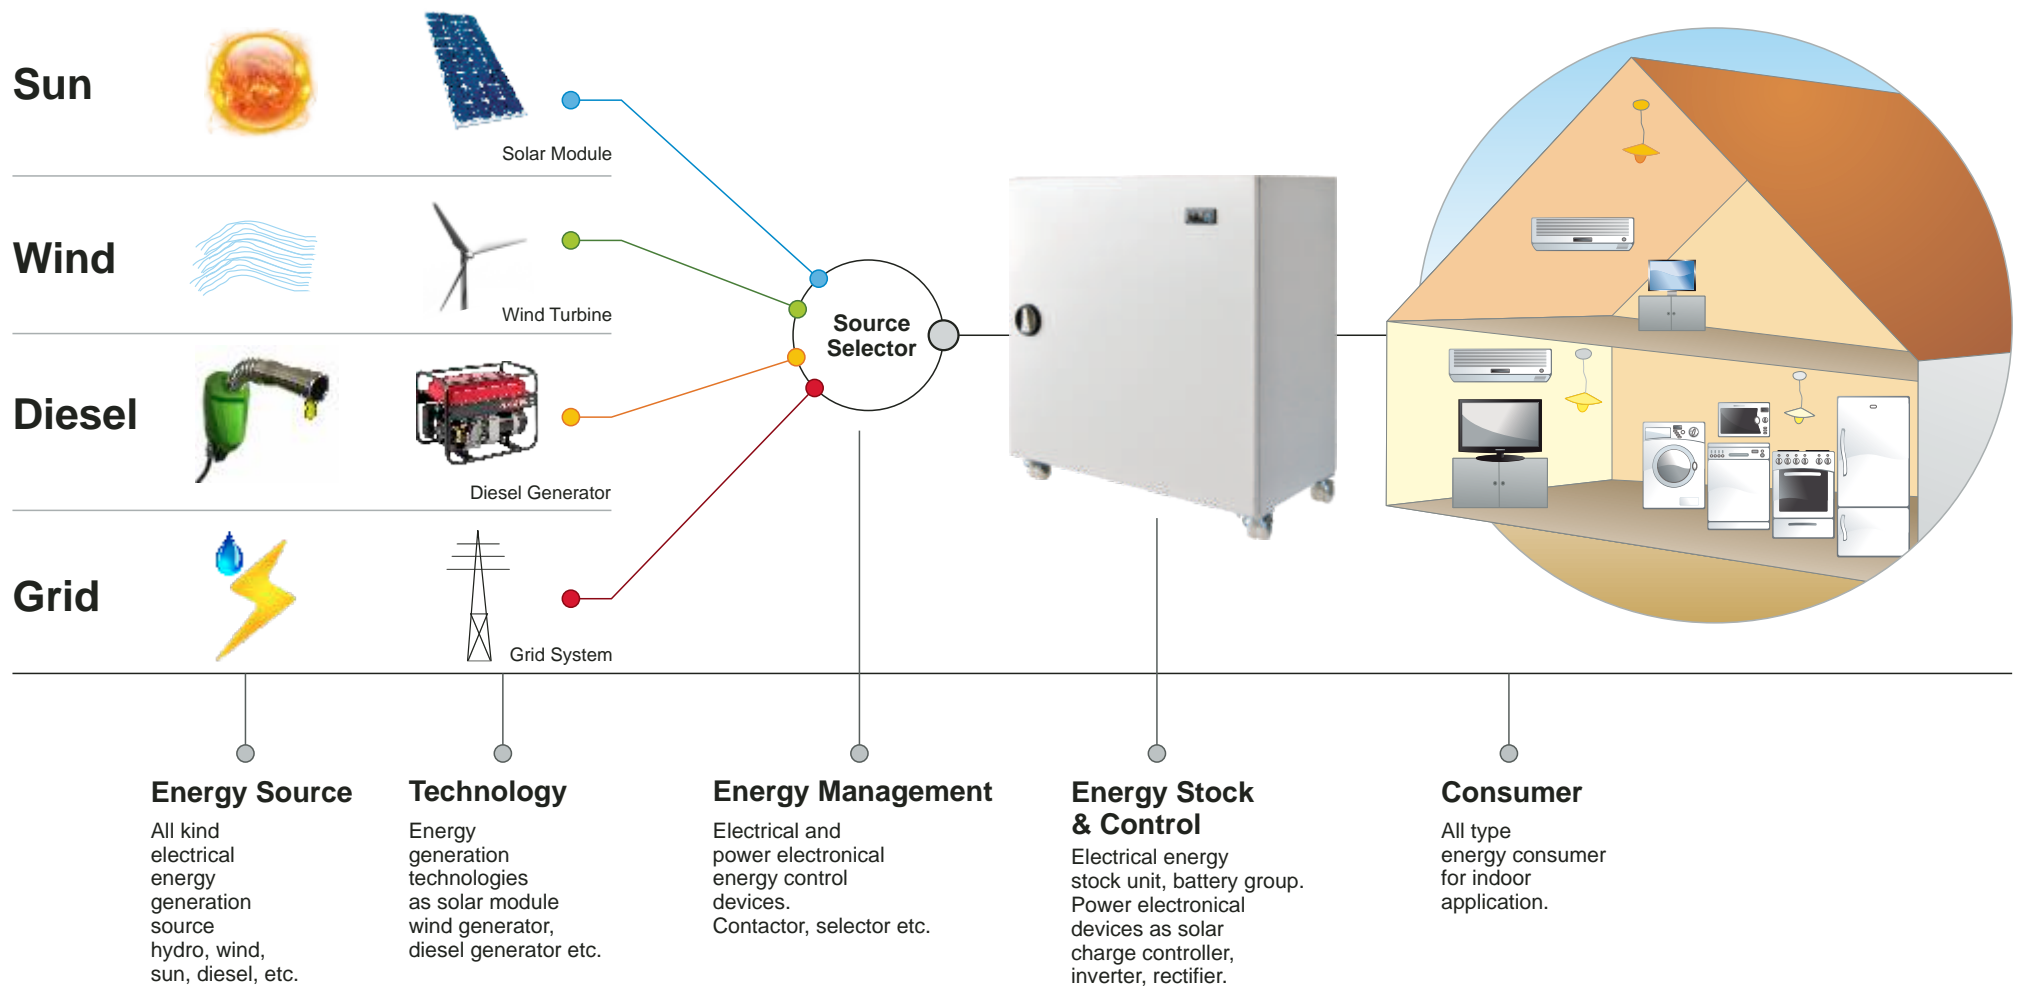 Sun
Solar Module
Wind
Wind Turbine
Diesel
Diesel Generator
Grid
Grid System
Source
Selector
Energy Source
All kind
electrical
energy
generation
source
hydro, wind,
sun, diesel, etc.
Technology
Energy
generation
technologies
as solar module
wind generator,
diesel generator etc.
Energy Management
Electrical and
power electronical
energy control
devices.
Contactor, selector etc.
Energy Stock
& Control
Electrical energy
stock unit, battery group.
Power electronical
devices as solar
charge controller,
inverter, rectifier.
Consumer
All type
energy consumer
for indoor
application.